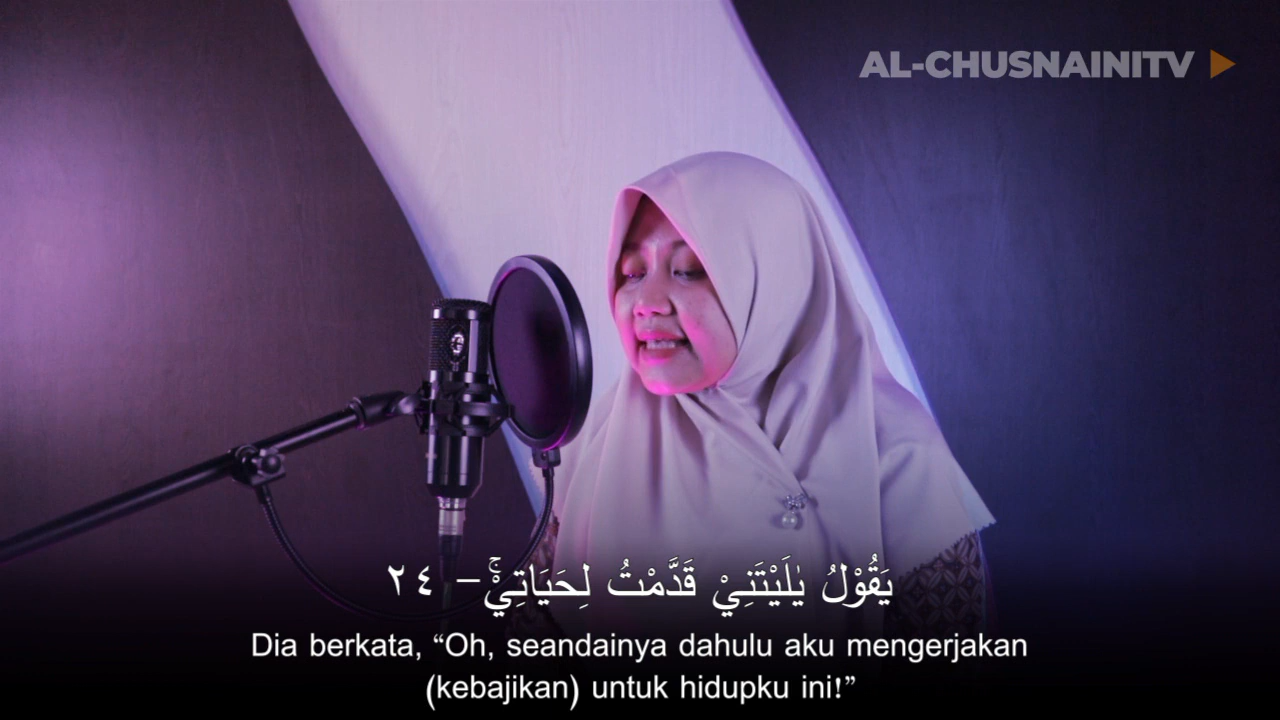 AL-CHUSNAINITV
يَقُوْلُ يٰلَيْتَنِيْ قَدَّمْتُ لِحَيَاتِيْۚ – ٢٤
Dia berkata, “Oh, seandainya dahulu aku mengerjakan
(kebajikan) untuk hidupku ini!”